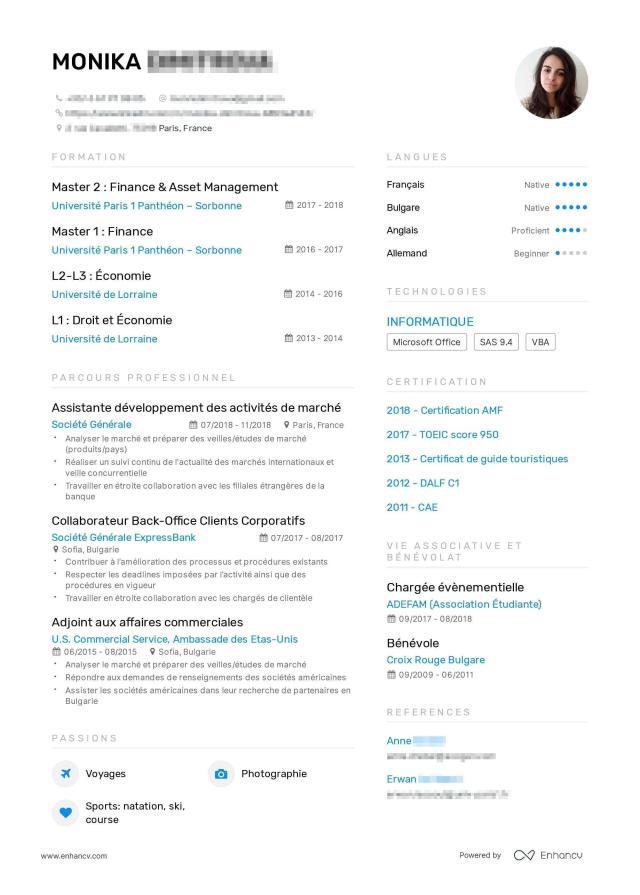 MONIKA
Paris, France
FORMATION
Master 2 : Finance & Asset Management
Université Paris 1 Panthéon – Sorbonne 2017 - 2018
Master 1 : Finance
Université Paris 1 Panthéon – Sorbonne 2016 - 2017
L2-L3 : Économie
Université de Lorraine 2014 - 2016
L1 : Droit et Économie
Université de Lorraine 2013 - 2014
PARCOURS PROFESSIONNEL
Assistante développement des activités de marché
Société Générale 07/2018 - 11/2018 Paris, France
Analyser le marché et préparer des veilles/études de marché
(produits/pays)
Réaliser un suivi continu de l'actualité des marchés internationaux et
veille concurrentielle
Travailler en étroite collaboration avec les filiales étrangères de la
banque
Collaborateur Back-Office Clients Corporatifs
Société Générale ExpressBank 07/2017 - 08/2017
Sofia, Bulgarie
Contribuer à l'amélioration des processus et procédures existants
Respecter les deadlines imposées par l'activité ainsi que des
procédures en vigueur
Travailler en étroite collaboration avec les chargés de clientèle
Adjoint aux affaires commerciales
U.S. Commercial Service, Ambassade des Etas-Unis
06/2015 - 08/2015 Sofia, Bulgarie
Analyser le marché et préparer des veilles/études de marché
Répondre aux demandes de renseignements des sociétés américaines
Assister les sociétés américaines dans leur recherche de partenaires en
Bulgarie
PASSIONS
Voyages
Photographie
Sports: natation, ski,
course
LANGUES
Français Native
Bulgare Native
Anglais Proficient
Allemand Beginner
TECHNOLOGIES
INFORMATIQUE
Microsoft Office SAS 9.4 VBA
CERTIFICATION
2018 - Certification AMF
2017 - TOEIC score 950
2013 - Certificat de guide touristiques
2012 - DALF C1
2011 - CAE
VIE ASSOCIATIVE ET
BÉNÉVOLAT
Chargée évènementielle
ADEFAM (Association Étudiante)
09/2017 - 08/2018
Bénévole
Croix Rouge Bulgare
09/2009 - 06/2011
REFERENCES
Anne
Erwan
www.enhancv.com
Powered by Enhancv